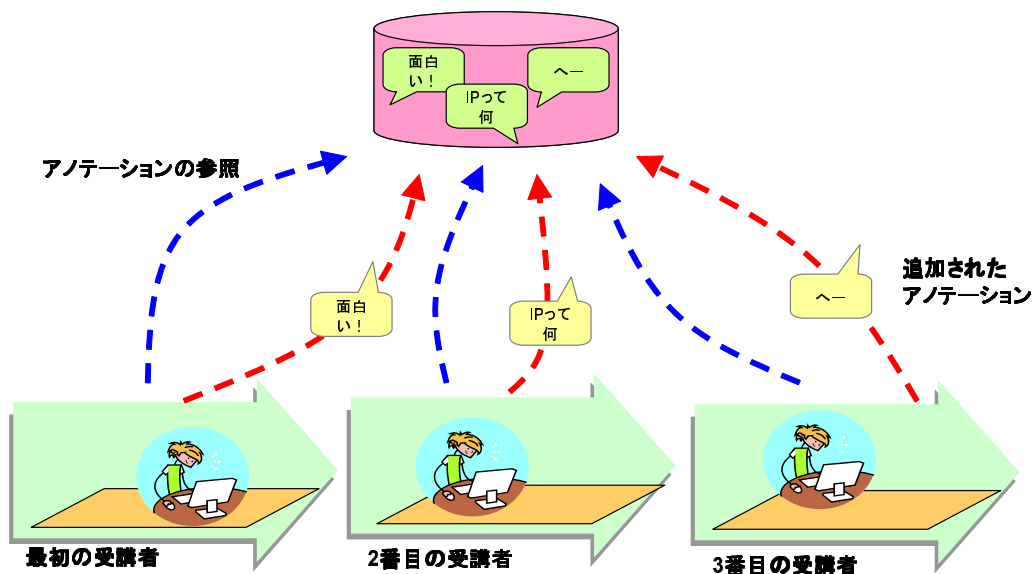 面白
い！
へー
IPって
何
アノテーションの参照
追加された
アノテーション
面白
い！
IPって
何
へー
最初の受講者
2番目の受講者
3番目の受講者